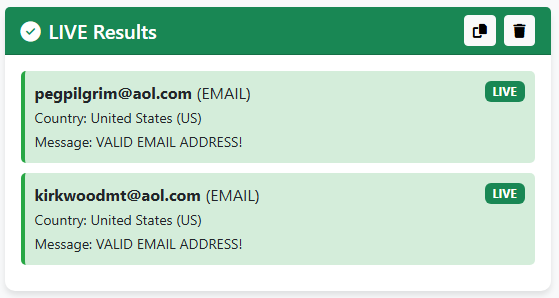 LIVE Results
pegpilgrim@aol.com (EMAIL)
LIVE
Country: United States (US)
Message: VALID EMAIL ADDRESS!
kirkwoodmt@aol.com (EMAIL)
LIVE
Country: United States (US)
Message: VALID EMAIL ADDRESS!